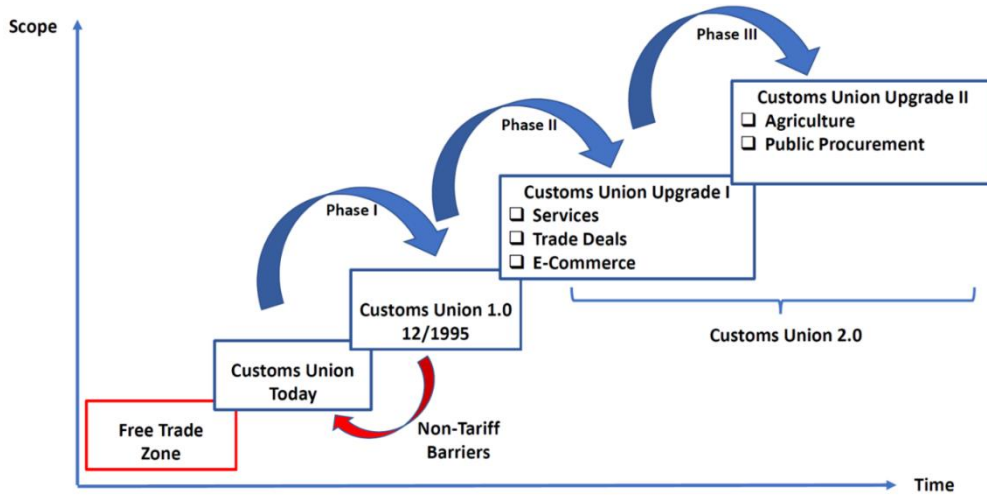 Scope
Phase III
Customs Union Upgrade II
❑ Agriculture
❑ Public Procurement
Phase II
Customs Union Upgrade I
❑ Services
❑ Trade Deals
❑ E-Commerce
Phase I
Customs Union 1.0
12/1995
Customs Union 2.0
Customs Union
Today
Non-Tariff
Barriers
Free Trade
Zone
Time